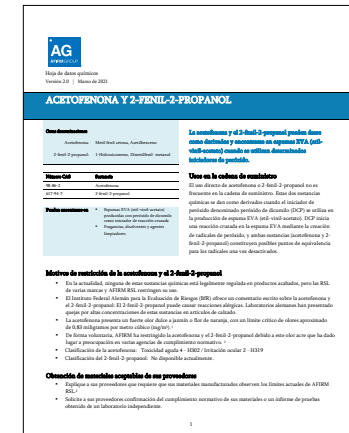 AG
AFIRM GROUP
Hoja de datos químicos
Versión 2.0 | Marzo de 2021
ACETOFENONA Y 2-FENIL-2-PROPANOL
Otras denominaciones
Acetofenona: Metil fenil cetona, Acetilbenceno
2-fenil-2-propanol:
Número CAS Sustancia
98-86-2 Acetofenona
617-94-7 2-fenil-2-propanol
Pueden encontrarse en
• Espumas EVA (etil-vinil-acetato)
producidas con peróxido de dicumilo
como iniciador de reacción cruzada
• Fragancias, disolventes y agentes
limpiadores
La acetofenona y el 2-fenil-2-propanol pueden darse
como derivados y encontrarse en espumas EVA (etil-
vinil-acetato) cuando se utilizan determinados
iniciadores de peróxido.
Usos en la cadena de suministro
El uso directo de acetofenona o 2-fenil-2-propanol no es
frecuente en la cadena de suministro. Estas dos sustancias
químicas se dan como derivados cuando el iniciador de
peróxido denominado peróxido de dicumilo (DCP) se utiliza en
la producción de espuma EVA (etil-vinil-acetato). DCP inicia
una reacción cruzada en la espuma EVA mediante la creación
de radicales de peróxido, y ambas sustancias (acetofenona y 2-
fenil-2-propanol) constituyen posibles puntos de equivalencia
para los radicales una vez desactivados.
Motivos de restricción de la acetofenona y el 2-fenil-2-propanol
• En la actualidad, ninguna de estas sustancias químicas está legalmente regulada en productos acabados, pero las RSL
de varias marcas y AFIRM RSL restringen su uso.
• El Instituto Federal Alemán para la Evaluación de Riesgos (BfR) ofrece un comentario escrito sobre la acetofenona y
el 2-fenil-2-propanol: El 2-fenil-2-propanol puede causar reacciones alérgicas. Laboratorios alemanes han presentado
quejas por altas concentraciones de estas sustancias en artículos de calzado.
• La acetofenona presenta un fuerte olor dulce a jazmín o flor de naranja, con un límite crítico de olores aproximado
de 0,83 miligramos por metro cúbico (mg/m³).¹
• De forma voluntaria, AFIRM ha restringido la acetofenona y el 2-fenil-2-propanol debido a este olor acre que ha dado
lugar a preocupación en varias agencias de cumplimiento normativo. ²
• Clasificación de la acetofenona: Toxicidad aguda 4 – H302 / Irritación ocular 2 – H319
• Clasificación del 2-fenil-2-propanol: No disponible actualmente.
Obtención de materiales aceptables de sus proveedores
• Explique a sus proveedores que requiere que sus materiales manufacturados observen los límites actuales de AFIRM
RSL.³
• Solicite a sus proveedores confirmación del cumplimiento normativo de sus materiales o un informe de pruebas
obtenido de un laboratorio independiente.
1